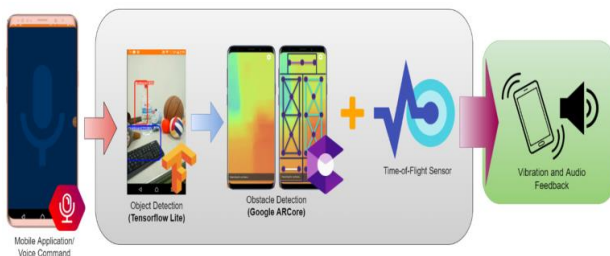 Mobile Application/
Voice Command
Object Detection
(Tensorflow Lite)
Obstacle Detection
(Google ARCore)
Time-of-Flight Sensor
Vibration and Audio
Feedback